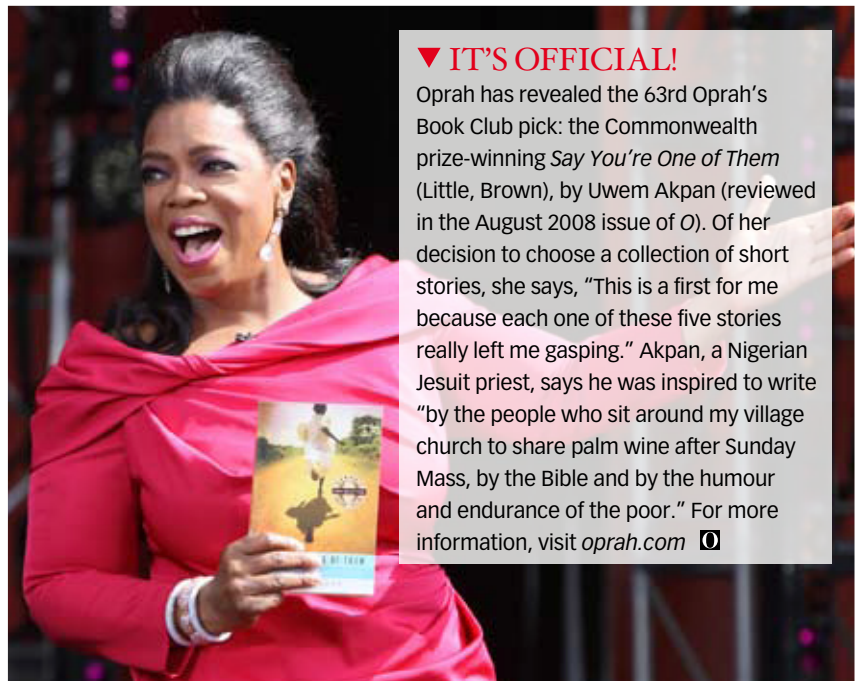 ▼ IT'S OFFICIAL!
Oprah has revealed the 63rd Oprah's
Book Club pick: the Commonwealth
prize-winning Say You're One of Them
(Little, Brown), by Uwem Akpan (reviewed
in the August 2008 issue of O). Of her
decision to choose a collection of short
stories, she says, "This is a first for me
because each one of these five stories
really left me gasping." Akpan, a Nigerian
Jesuit priest, says he was inspired to write
"by the people who sit around my village
church to share palm wine after Sunday
Mass, by the Bible and by the humour
and endurance of the poor." For more
information, visit oprah.com O
OF THEM